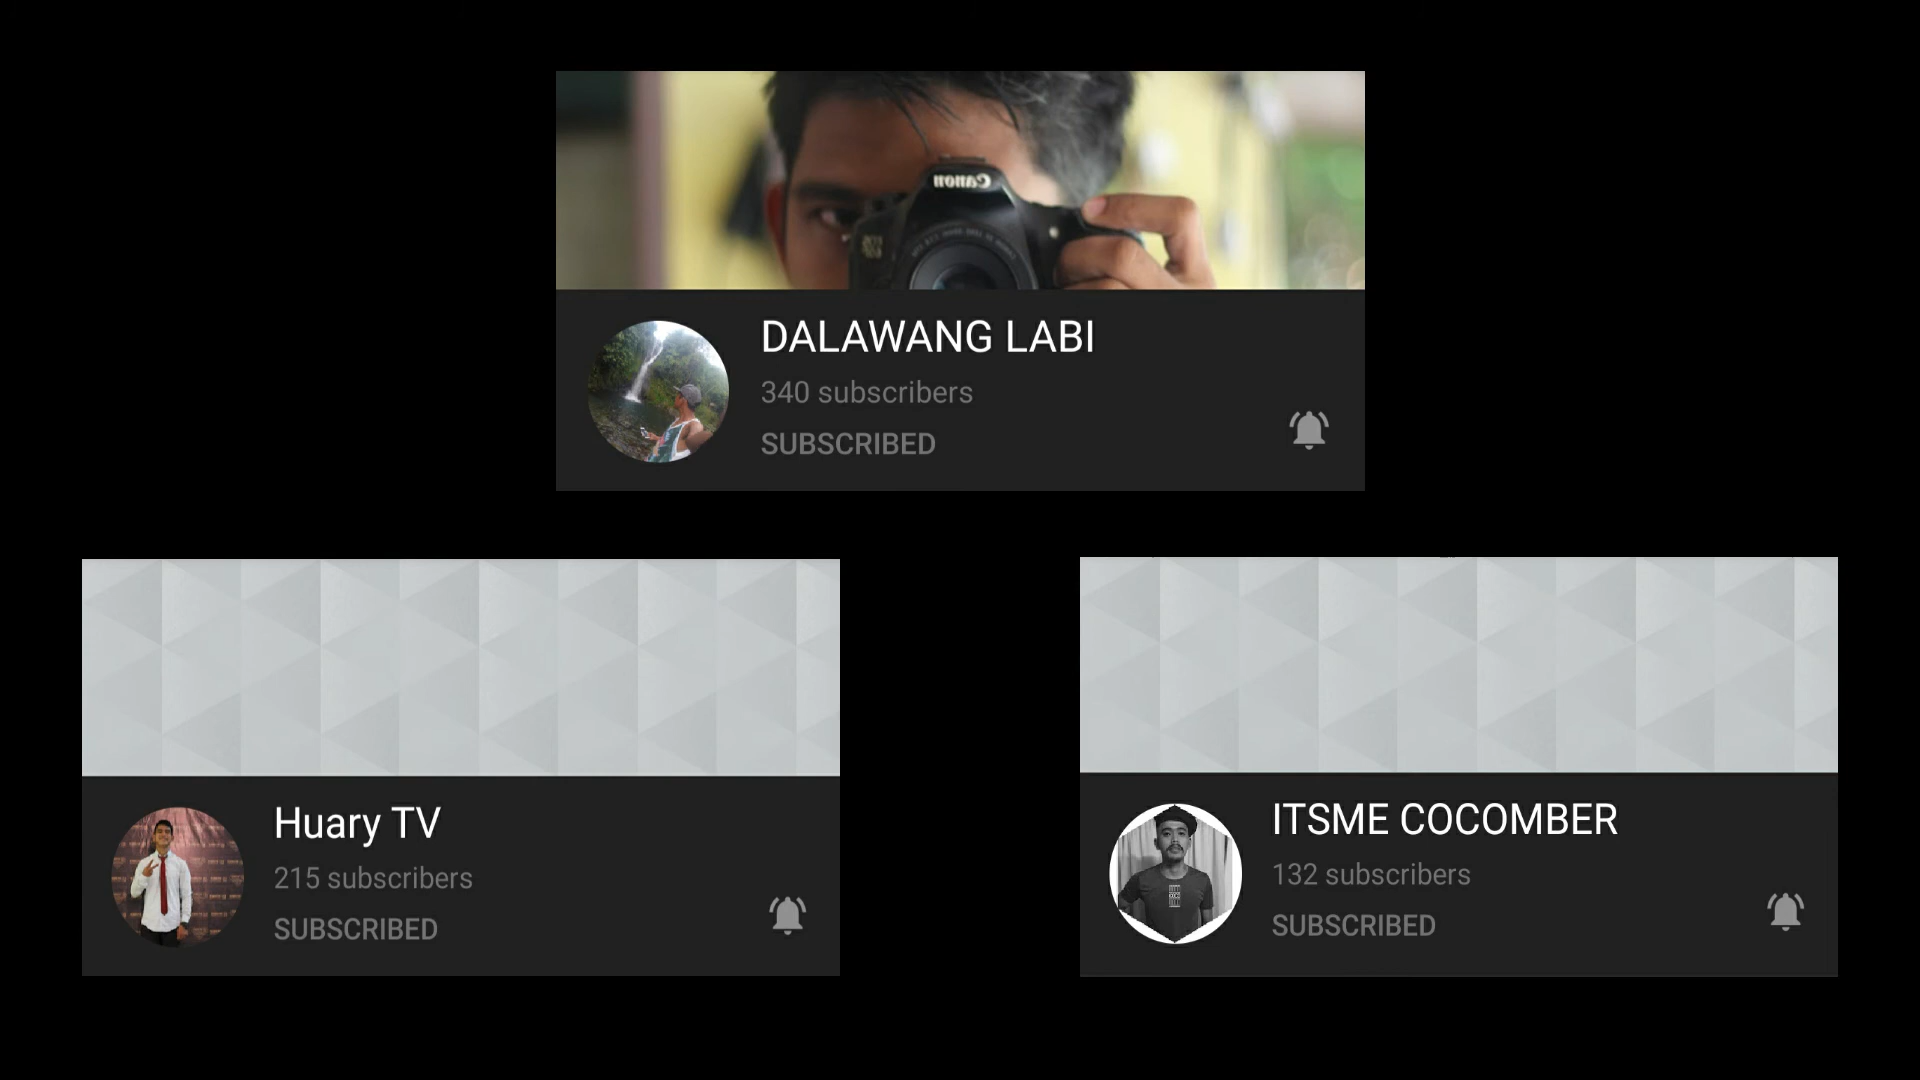 Canon
DALAWANG LABI
340 subscribers
SUBSCRIBED
Huary TV
215 subscribers
SUBSCRIBED
ITSME COCOMBER
132 subscribers
SUBSCRIBED